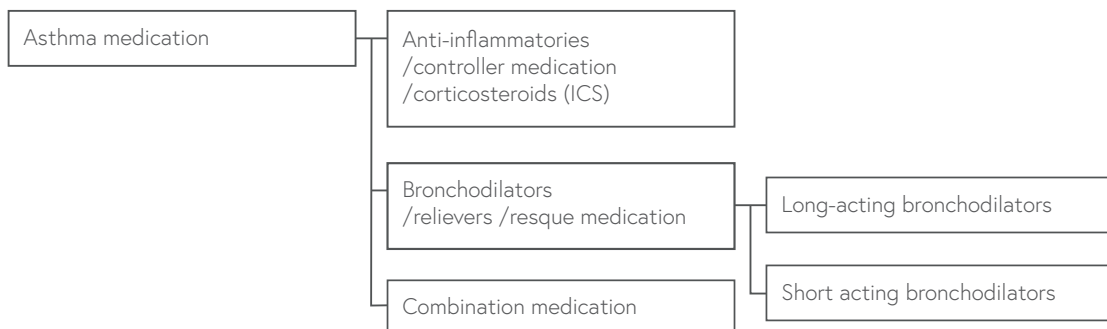 Asthma medication
Anti-inflammatories
/controller medication
/corticosteroids (ICS)
Bronchodilators
/relievers /resque medication
Long-acting bronchodilators
Short acting bronchodilators
Combination medication